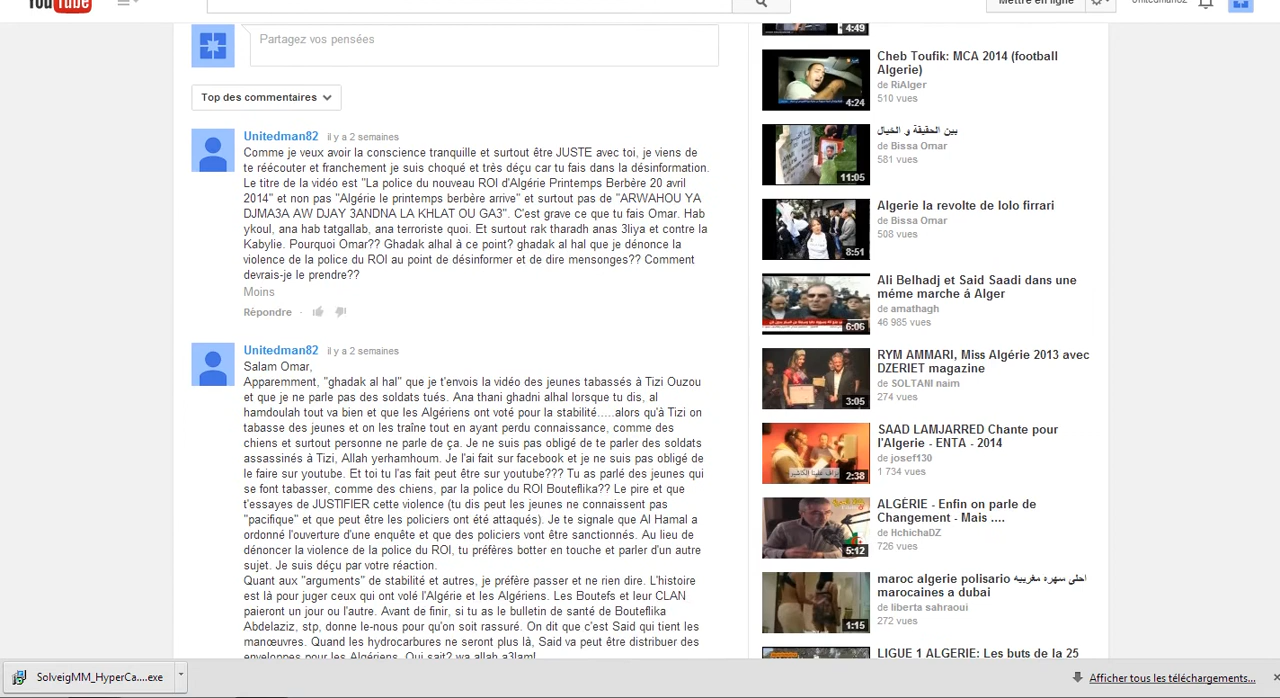 YouTube
Mettre en ligne
Unitedman82
Partagez vos pensées
Top des commentaires
Unitedman82 il y a 2 semaines
Comme je veux avoir la conscience tranquille et surtout être JUSTE avec toi, je viens de
te réécouter et franchement je suis choqué et très déçu car tu fais dans la désinformation.
Le titre de la vidéo est "La police du nouveau ROI d'Algérie Printemps Berbère 20 avril
2014" et non pas "Algérie le printemps berbère arrive" et surtout pas de "ARWAHOU YA
DJMA3A AW DJAY 3ANDNA LA KHLAT OU GA3". C'est grave ce que tu fais Omar. Hab
ykoul, ana hab tatgallab, ana terroriste quoi. Et surtout rak tharadh anas 3liya et contre la
Kabylie. Pourquoi Omar?? Ghadak alhal à ce point? ghadak al hal que je dénonce la
violence de la police du ROI au point de désinformer et de dire mensonges?? Comment
devrais-je le prendre??
Moins
Répondre
Unitedman82 il y a 2 semaines
Salam Omar,
Apparemment, "ghadak al hal" que je t'envois la vidéo des jeunes tabassés à Tizi Ouzou
et que je ne parle pas des soldats tués. Ana thani ghadni alhal lorsque tu dis, al
hamdoulah tout va bien et que les Algériens ont voté pour la stabilité.....alors qu'à Tizi on
tabasse des jeunes et on les traîne tout en ayant perdu connaissance, comme des
chiens et surtout personne ne parle de ça. Je ne suis pas obligé de te parler des soldats
assassinés à Tizi, Allah yerhamhoum. Je l'ai fait sur facebook et je ne suis pas obligé de
le faire sur youtube. Et toi tu l'as fait peut être sur youtube??? Tu as parlé des jeunes qui
se font tabasser, comme des chiens, par la police du ROI Bouteflika?? Le pire et que
t'essayes de JUSTIFIER cette violence (tu dis peut les jeunes ne connaissent pas
"pacifique" et que peut être les policiers ont été attaqués). Je te signale que Al Hamal a
ordonné l'ouverture d'une enquête et que des policiers vont être sanctionnés. Au lieu de
dénoncer la violence de la police du ROI, tu préfères botter en touche et parler d'un autre
sujet. Je suis déçu par votre réaction.
Quant aux "arguments" de stabilité et autres, je préfère passer et ne rien dire. L'histoire
est là pour juger ceux qui ont volé l'Algérie et les Algériens. Les Boutefs et leur CLAN
paieront un jour ou l'autre. Avant de finir, si tu as le bulletin de santé de Bouteflika
Abdelaziz, stp, donne le-nous pour qu'on soit rassuré. On dit que c'est Said qui tient les
manœuvres. Quand les hydrocarbures ne seront plus là, Said va peut être distribuer des
enveloppes pour les Algériens. Qui sait? wa allah a3lam!
4:49
Cheb Toufik: MCA 2014 (football
Algerie)
de RiAlger
510 vues
4:24
بين الحقيقة و الخيال
de Bissa Omar
581 vues
11:05
Algerie la revolte de lolo firrari
de Bissa Omar
508 vues
8:51
Ali Belhadj et Said Saadi dans une
méme marche á Alger
de amathagh
46 985 vues
6:06
RYM AMMARI, Miss Algérie 2013 avec
DZERIET magazine
de SOLTANI naim
274 vues
3:05
SAAD LAMJARRED Chante pour
l'Algerie - ENTA - 2014
de josef130
1 734 vues
2:38
ALGÉRIE - Enfin on parle de
Changement - Mais ....
de HchichaDZ
726 vues
5:12
maroc algerie polisario احلى سهره مغربيه
marocaines a dubai
de liberta sahraoui
272 vues
1:15
LIGUE 1 ALGERIE: Les buts de la 25
SolveigMM_HyperCa....exe
Afficher tous les téléchargements...